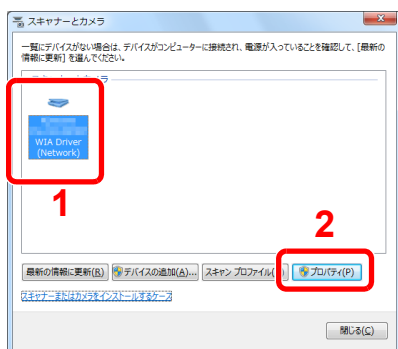 スキャナーとカメラ
一覧にデバイスがない場合は、デバイスがコンピューターに接続され、電源が入っていることを確認して、[最新の
情報に更新] を選んでください。
WIA Driver
(Network)
1
2
最新の情報に更新(R) デバイスの追加(A)... スキャン プロファイル( ) プロパティ(P)
スキャナーまたはカメラをインストールするケース
閉じる(C)